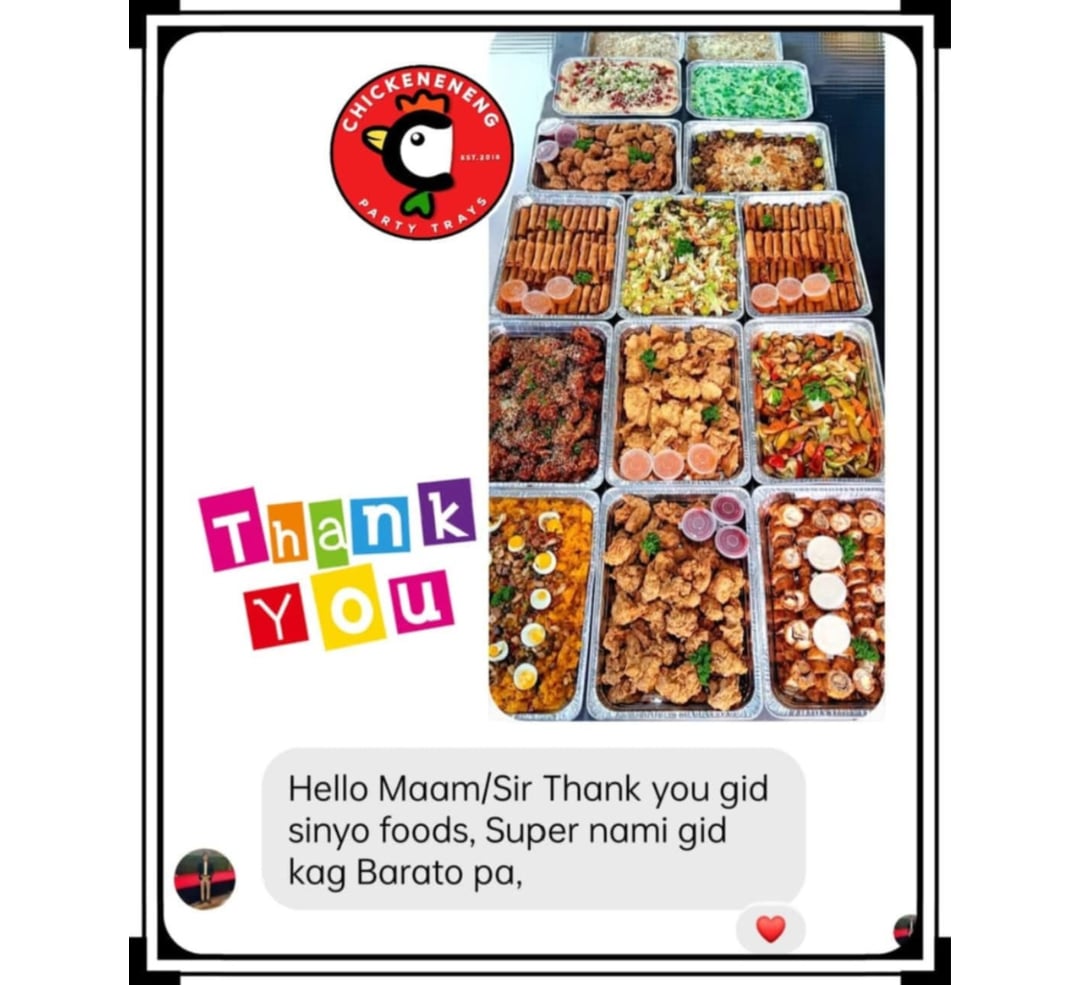 CHICKENENENG
EST.2018
PARTY TRAYS
Thank
You
Hello Maam/Sir Thank you gid
sinyo foods, Super nami gid
kag Barato pa,